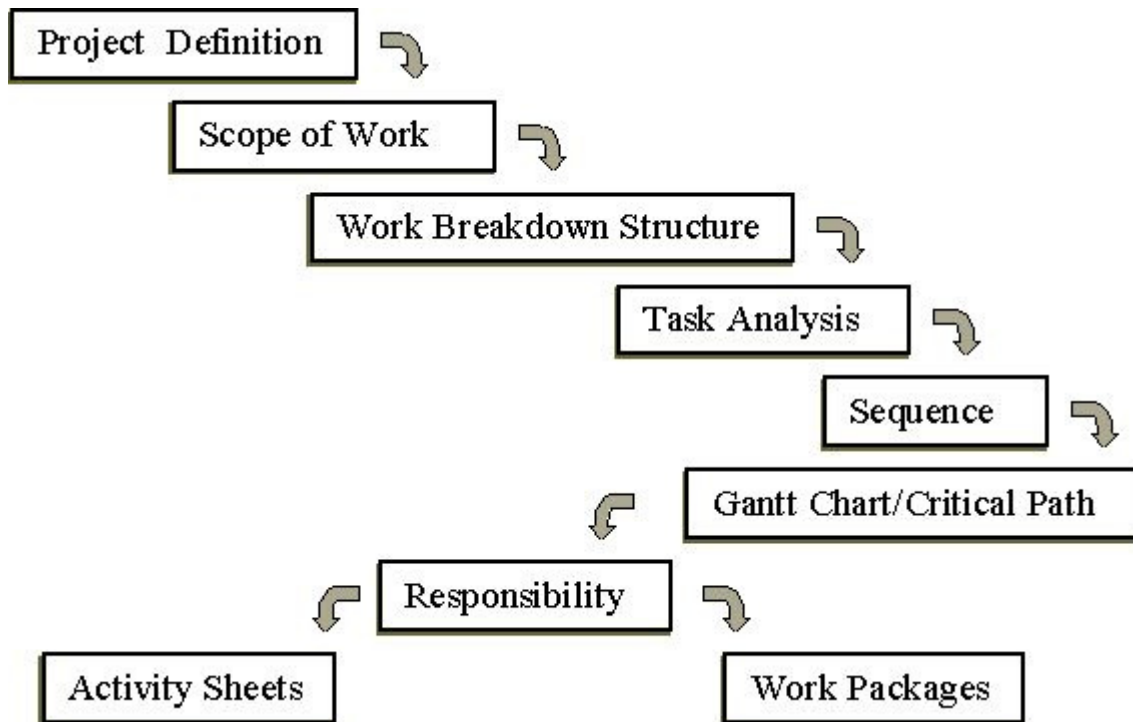 Project Definition
Scope of Work
Work Breakdown Structure
Task Analysis
Sequence
Gantt Chart/Critical Path
Responsibility
Activity Sheets
Work Packages